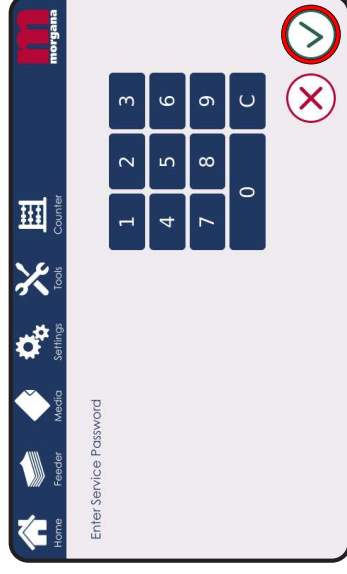 Home Feeder Media Settings Tools Counter
m
morgana
Enter Service Password
1 2 3
4 5 6
7 8 9
0 C